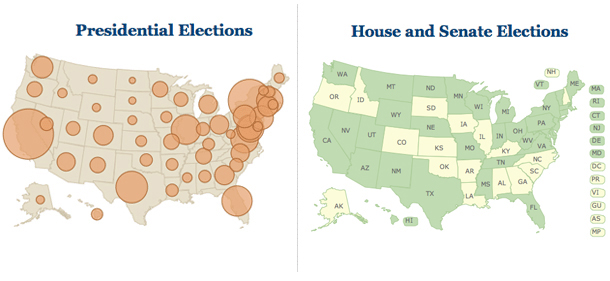 Presidential Elections
House and Senate Elections
NH
WA
VT
ME
MT
ND
MN
MA
OR
ID
SD
WI
MI
NY
RI
WY
CT
IA
PA
NJ
NE
NV
UT
IL
IN
OH
DE
CA
CO
WV
MD
KS
MO
KY
VA
DC
NC
TN
PR
AZ
NM
OK
AR
SC
VI
MS
AL
GA
GU
TX
LA
AS
AK
FL
HI
MP